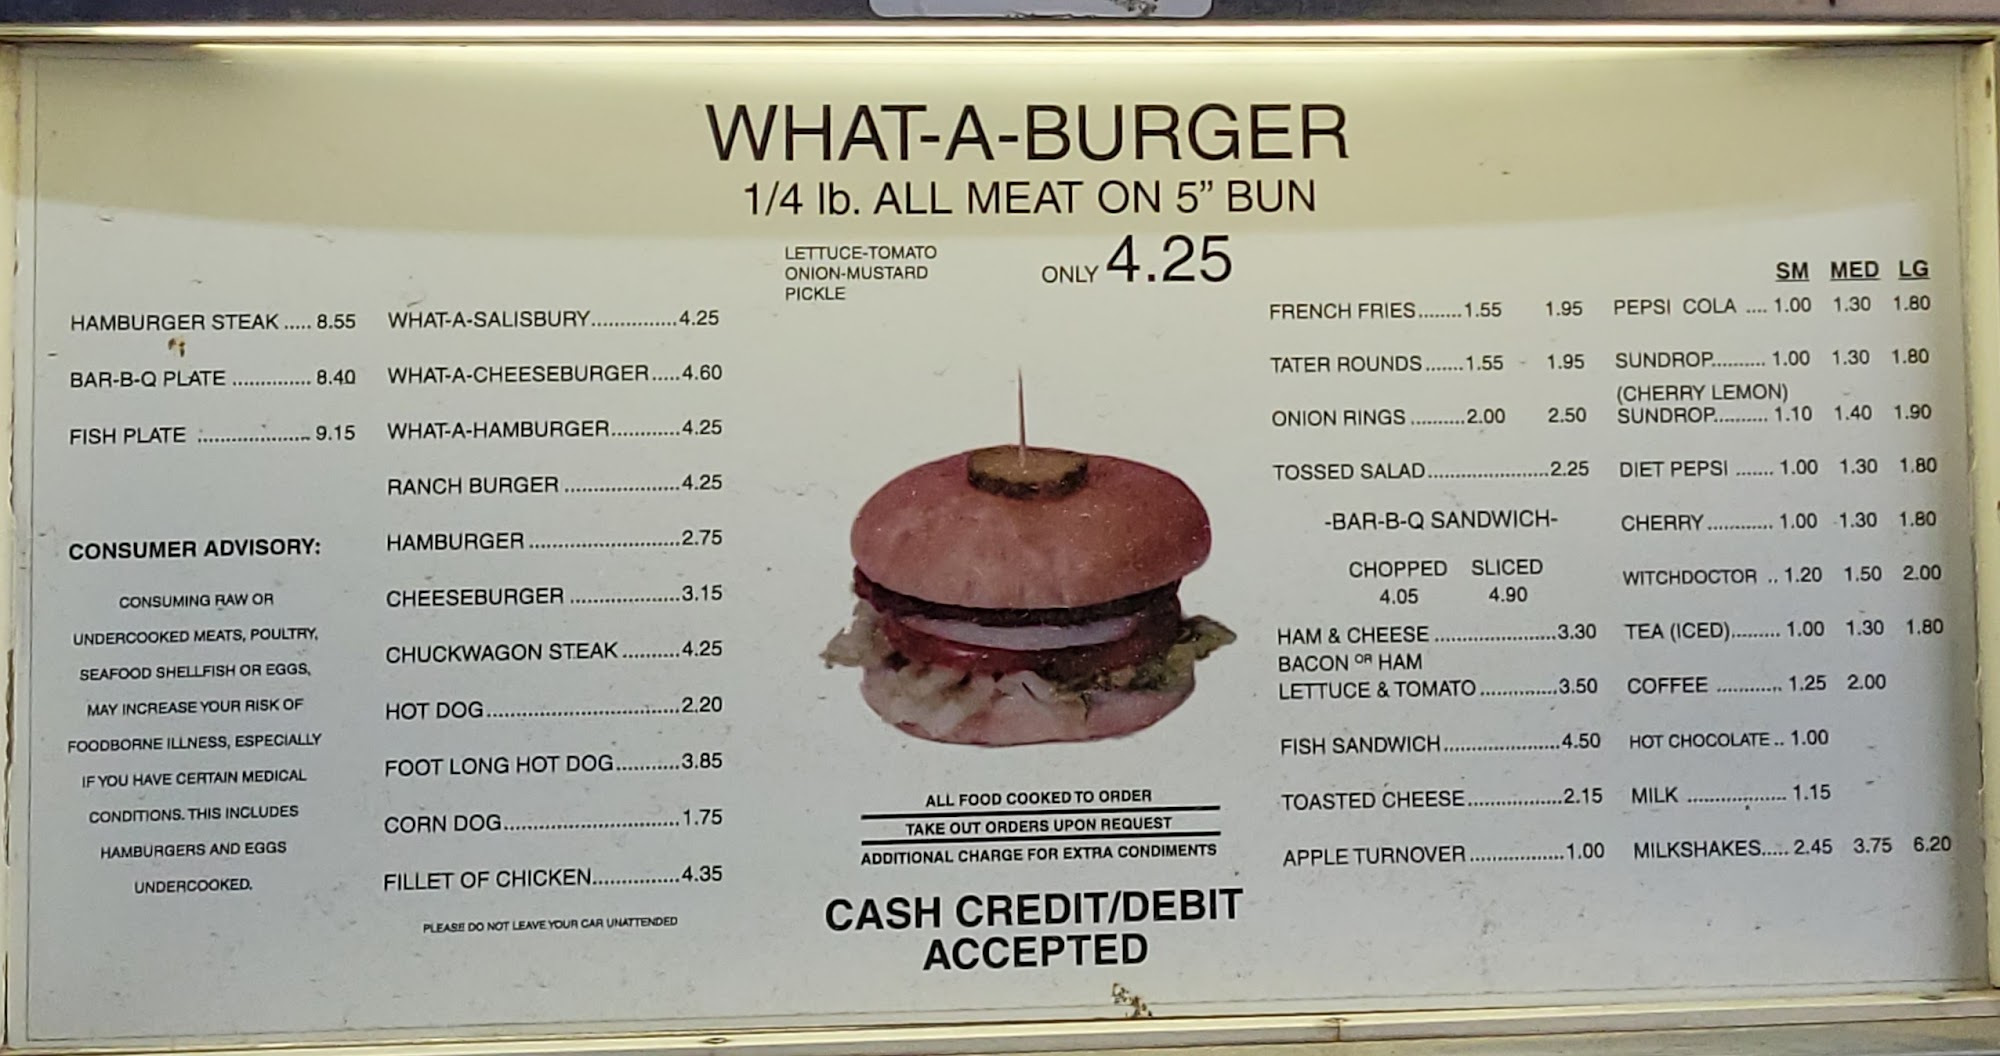 WHAT-A-BURGER
1/4 lb. ALL MEAT ON 5” BUN
LETTUCE-TOMATO
ONION-MUSTARD
PICKLE
ONLY 4.25
HAMBURGER STEAK ..... 8.55
BAR-B-Q PLATE .............. 8.40
FISH PLATE .................... 9.15
CONSUMER ADVISORY:
CONSUMING RAW OR
UNDERCOOKED MEATS, POULTRY,
SEAFOOD SHELLFISH OR EGGS,
MAY INCREASE YOUR RISK OF
FOODBORNE ILLNESS, ESPECIALLY
IF YOU HAVE CERTAIN MEDICAL
CONDITIONS. THIS INCLUDES
HAMBURGERS AND EGGS
UNDERCOOKED.
WHAT-A-SALISBURY...............4.25
WHAT-A-CHEESEBURGER.....4.60
WHAT-A-HAMBURGER............4.25
RANCH BURGER ....................4.25
HAMBURGER ..........................2.75
CHEESEBURGER ...................3.15
CHUCKWAGON STEAK ..........4.25
HOT DOG.................................2.20
FOOT LONG HOT DOG...........3.85
CORN DOG..............................1.75
FILLET OF CHICKEN...............4.35
PLEASE DO NOT LEAVE YOUR CAR UNATTENDED
ALL FOOD COOKED TO ORDER
TAKE OUT ORDERS UPON REQUEST
ADDITIONAL CHARGE FOR EXTRA CONDIMENTS
CASH CREDIT/DEBIT
ACCEPTED
FRENCH FRIES........1.55 1.95
TATER ROUNDS.......1.55 1.95
ONION RINGS ..........2.00 2.50
TOSSED SALAD.....................2.25
-BAR-B-Q SANDWICH-
CHOPPED SLICED
4.05 4.90
HAM & CHEESE .....................3.30
BACON OR HAM
LETTUCE & TOMATO .............3.50
FISH SANDWICH....................4.50
TOASTED CHEESE.................2.15
APPLE TURNOVER .................1.00
SM MED LG
PEPSI COLA .... 1.00 1.30 1.80
SUNDROP.......... 1.00 1.30 1.80
(CHERRY LEMON)
SUNDROP.......... 1.10 1.40 1.90
DIET PEPSI ....... 1.00 1.30 1.80
CHERRY ............ 1.00 1.30 1.80
WITCHDOCTOR .. 1.20 1.50 2.00
TEA (ICED)......... 1.00 1.30 1.80
COFFEE ............ 1.25 2.00
HOT CHOCOLATE .. 1.00
MILK .................. 1.15
MILKSHAKES..... 2.45 3.75 6.20